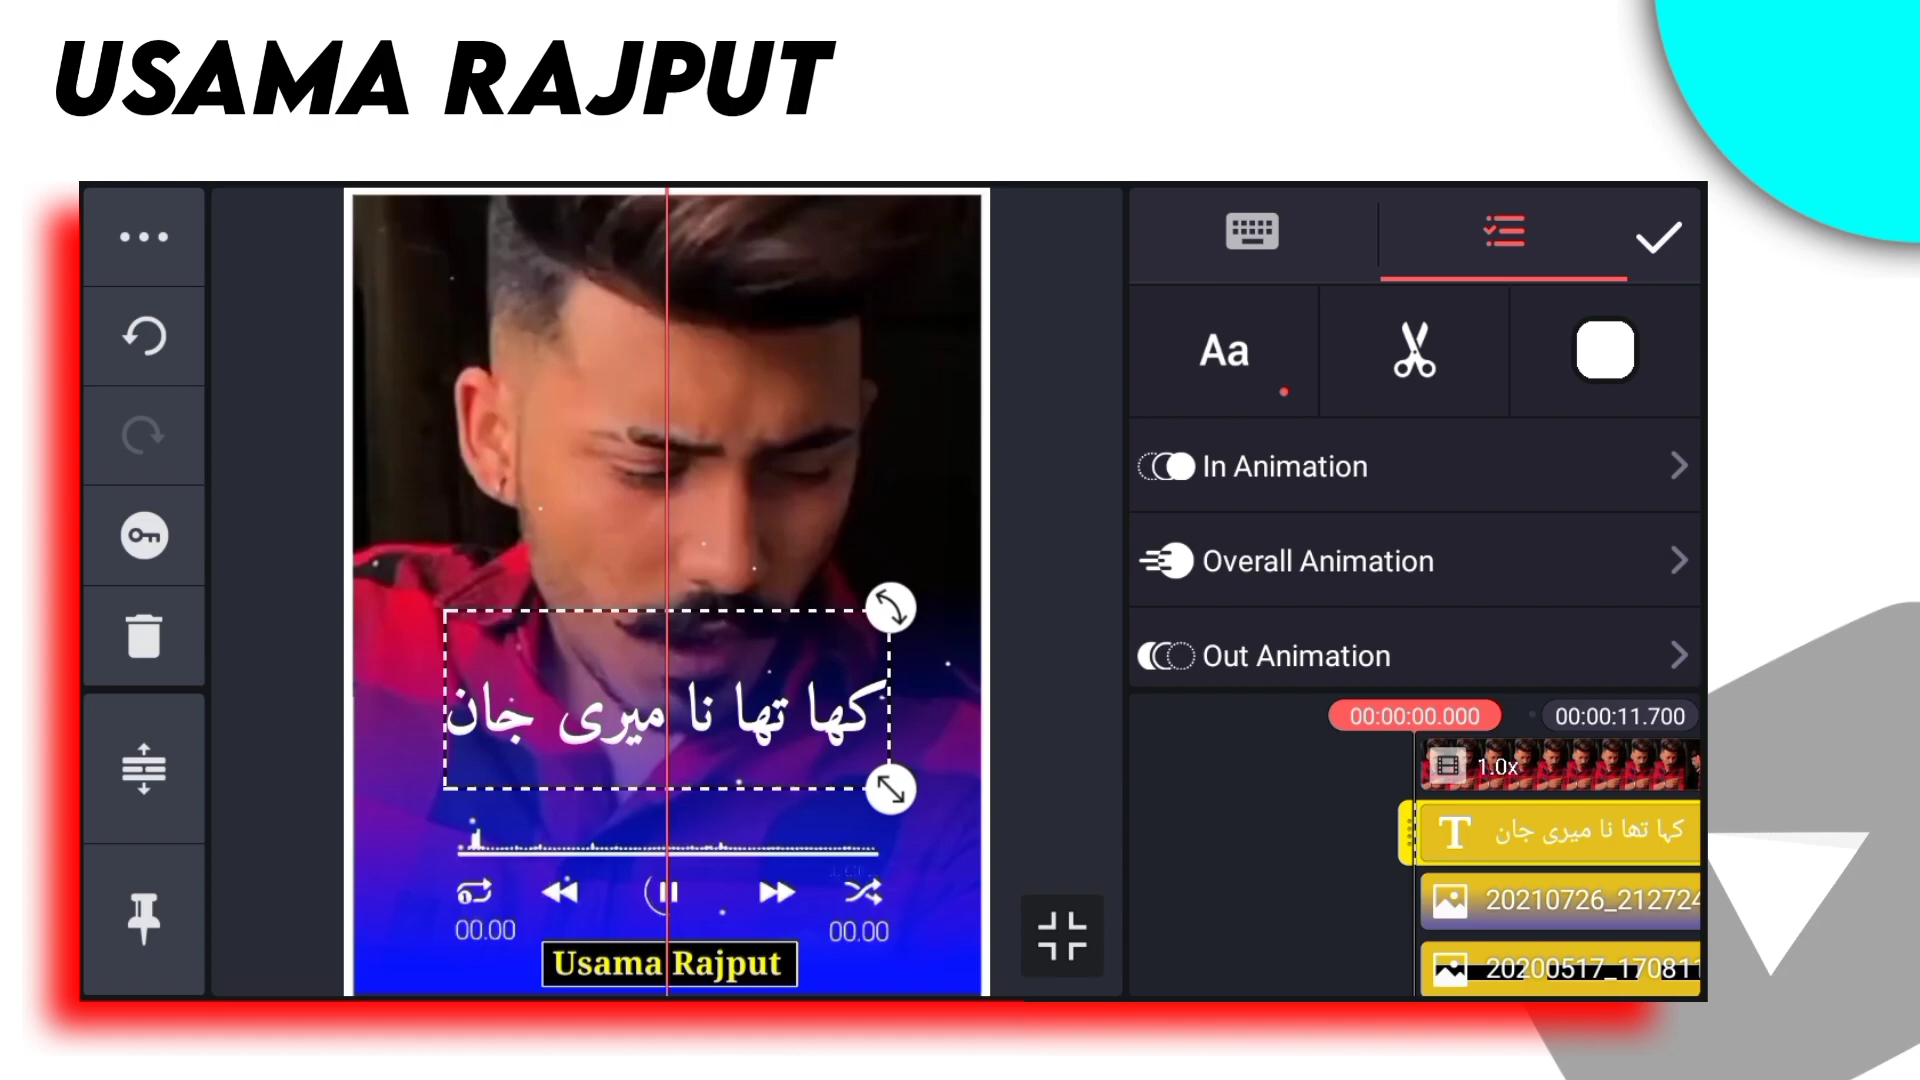 USAMA RAJPUT
Aa
In Animation
Overall Animation
Out Animation
00:00:00.000
00:00:11.700
1.0x
T کہا تھا نا میری جان
20210726_212724
20200517_17081
کہا تھا نا میری جان
00.00
00.00
Usama Rajput